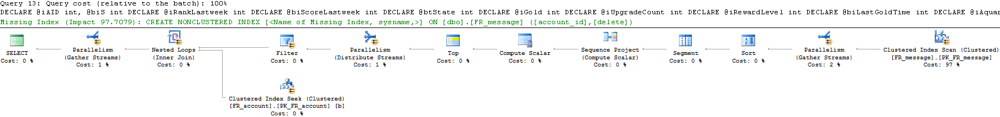 Query 13: Query cost (relative to the batch): 100%
DECLARE @iAID int, @biS int DECLARE @iRankLastweek int DECLARE @biScoreLastweek int DECLARE @btState int DECLARE @iGold int DECLARE @iUpgradeCount int DECLARE @iRewardLevel int DECLARE @biLastGoldTime int DECLARE @iAquar
Missing Index (Impact 97.7079): CREATE NONCLUSTERED INDEX [<Name of Missing Index, sysname,>] ON [dbo].[FR_message] ([account_id],[delete])
SELECT
Cost: 0 %
Parallelism
(Gather Streams)
Cost: 1 %
Nested Loops
(Inner Join)
Cost: 0 %
Filter
Cost: 0 %
Parallelism
(Distribute Streams)
Cost: 1 %
Top
Cost: 0 %
Compute Scalar
Cost: 0 %
Sequence Project
(Compute Scalar)
Cost: 0 %
Segment
Cost: 0 %
Sort
Cost: 0 %
Parallelism
(Gather Streams)
Cost: 2 %
Clustered Index Scan (Clustered)
[FR_message].[PK_FR_message]
Cost: 97 %
Clustered Index Seek (Clustered)
[FR_account].[PK_FR_account] [b]
Cost: 0 %